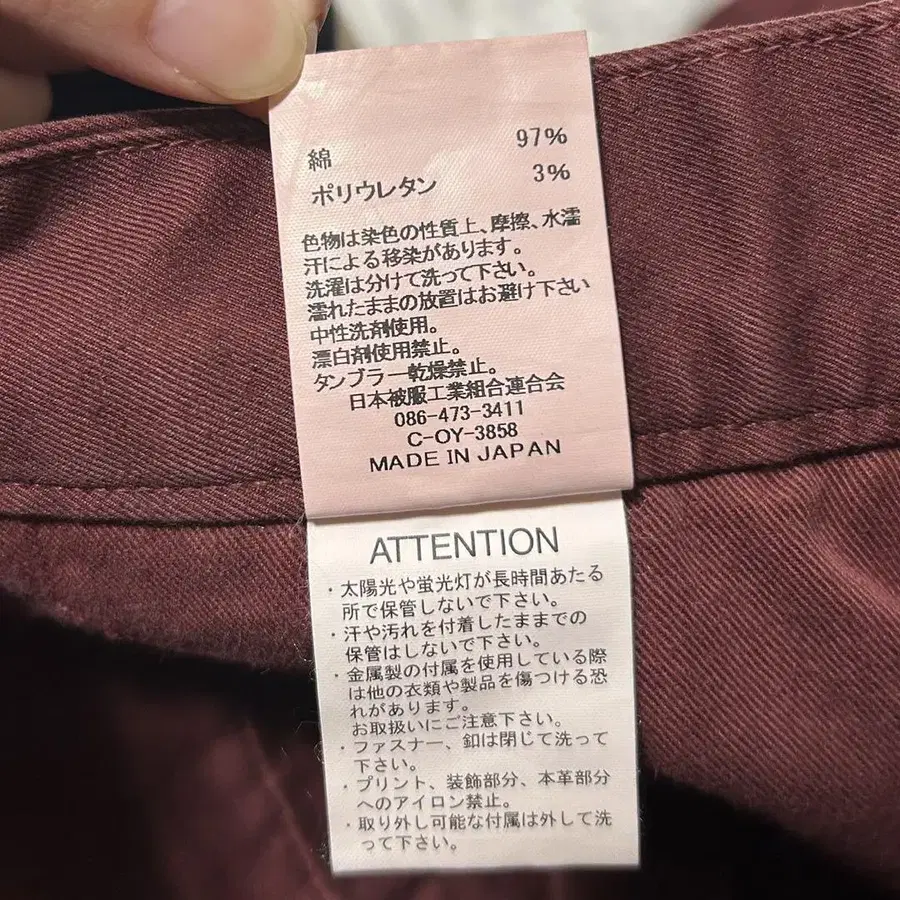 綿 97%
ポリウレタン 3%
色物は染色の性質上、摩擦、水濡
汗による移染があります。
洗濯は分けて洗って下さい。
濡れたままの放置はお避け下さい
中性洗剤使用。
漂白剤使用禁止。
タンブラー乾燥禁止。
日本被服工業組合連合会
086-473-3411
C-OY-3858
MADE IN JAPAN
ATTENTION
・太陽光や蛍光灯が長時間あたる
所で保管しないで下さい。
・汗や汚れを付着したままでの
保管はしないで下さい。
・金属製の付属を使用している際
は他の衣類や製品を傷つける恐
れがあります。
お取扱いにご注意下さい。
・ファスナー、釦は閉じて洗って
下さい。
・プリント、装飾部分、本革部分
へのアイロン禁止。
・取り外し可能な付属は外して洗
って下さい。